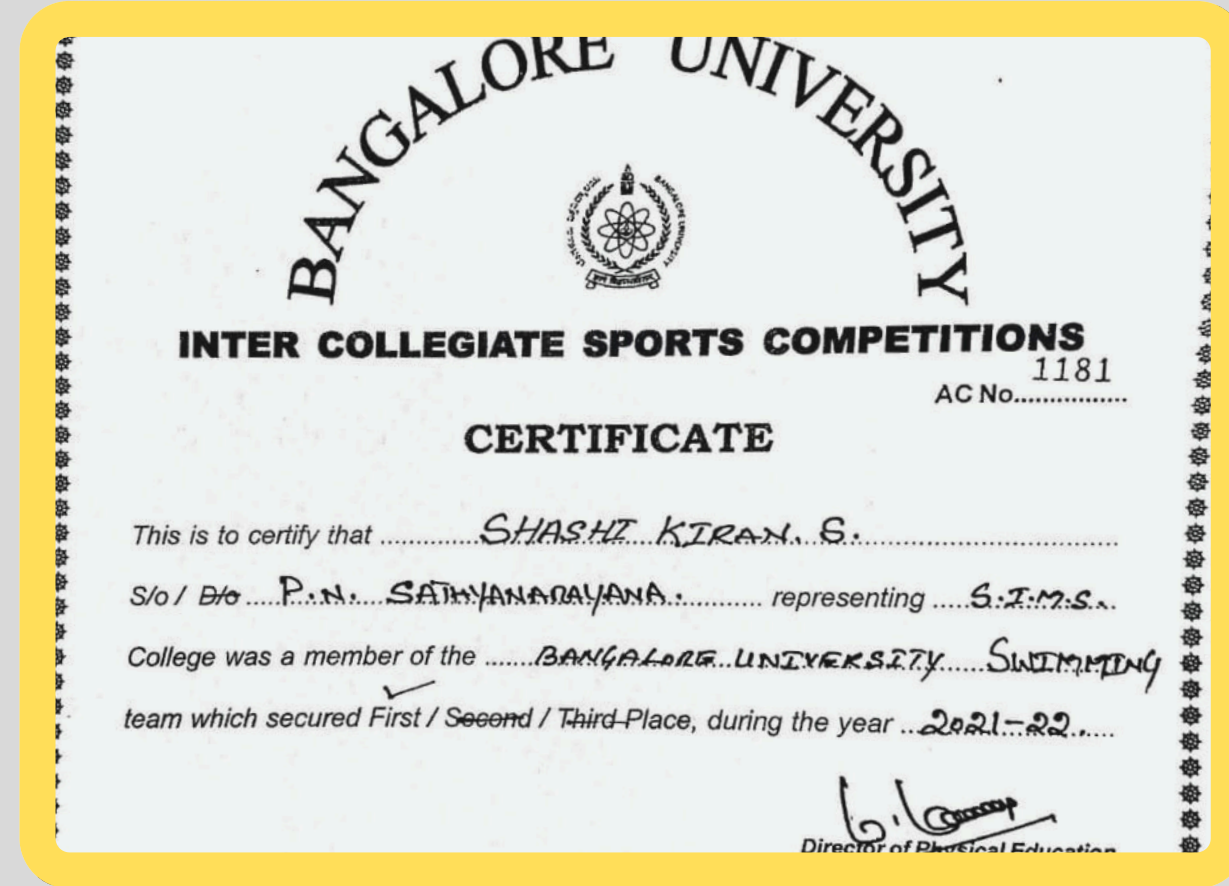 BANGALORE UNIVERSITY
BANGALORE UNIVERSITY
INTER COLLEGIATE SPORTS COMPETITIONS
AC No................ 1181
CERTIFICATE
This is to certify that ..............SHASHI KIRAN. S.......................................
S/o / D/o .....P.N. SATHYANARAYANA. ........... representing .....S.I.M.S...
College was a member of the .......BANGALORE UNIVERSITY...... SWIMMING
team which secured First / Second / Third Place, during the year ...2021-22......
Director of Physical Education